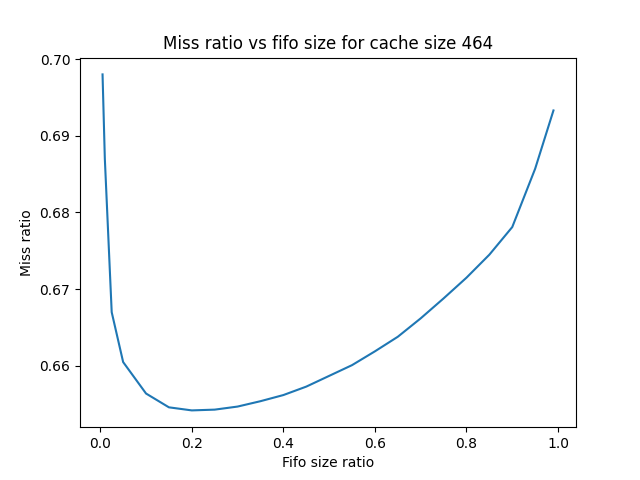 Miss ratio vs fifo size for cache size 464
0.70
0.69
0.68
0.67
0.66
Miss ratio
0.0 0.2 0.4 0.6 0.8 1.0
Fifo size ratio